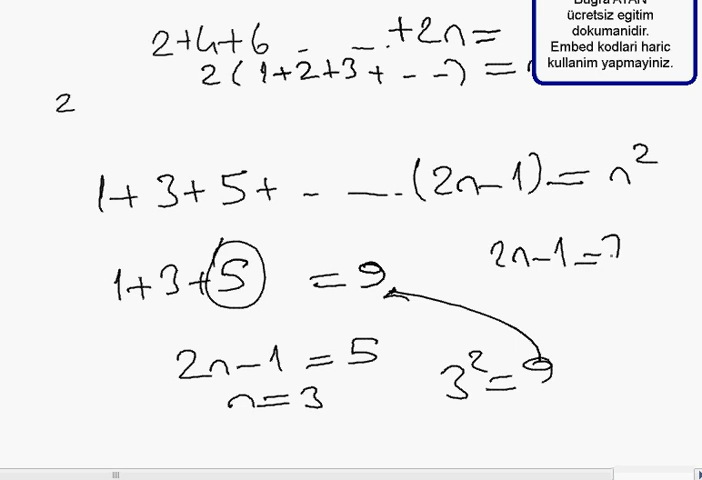 2+4+6 - - . +2n =
2(1+2+3+ - - ) =
2
1+3+5+ - - .(2n-1) = n²
1+3+5 = 9
2n-1=?
2n-1 = 5
n=3
3² = 9
ücretsiz egitim
dokumanidir.
Embed kodlari haric
kullanim yapmayiniz.